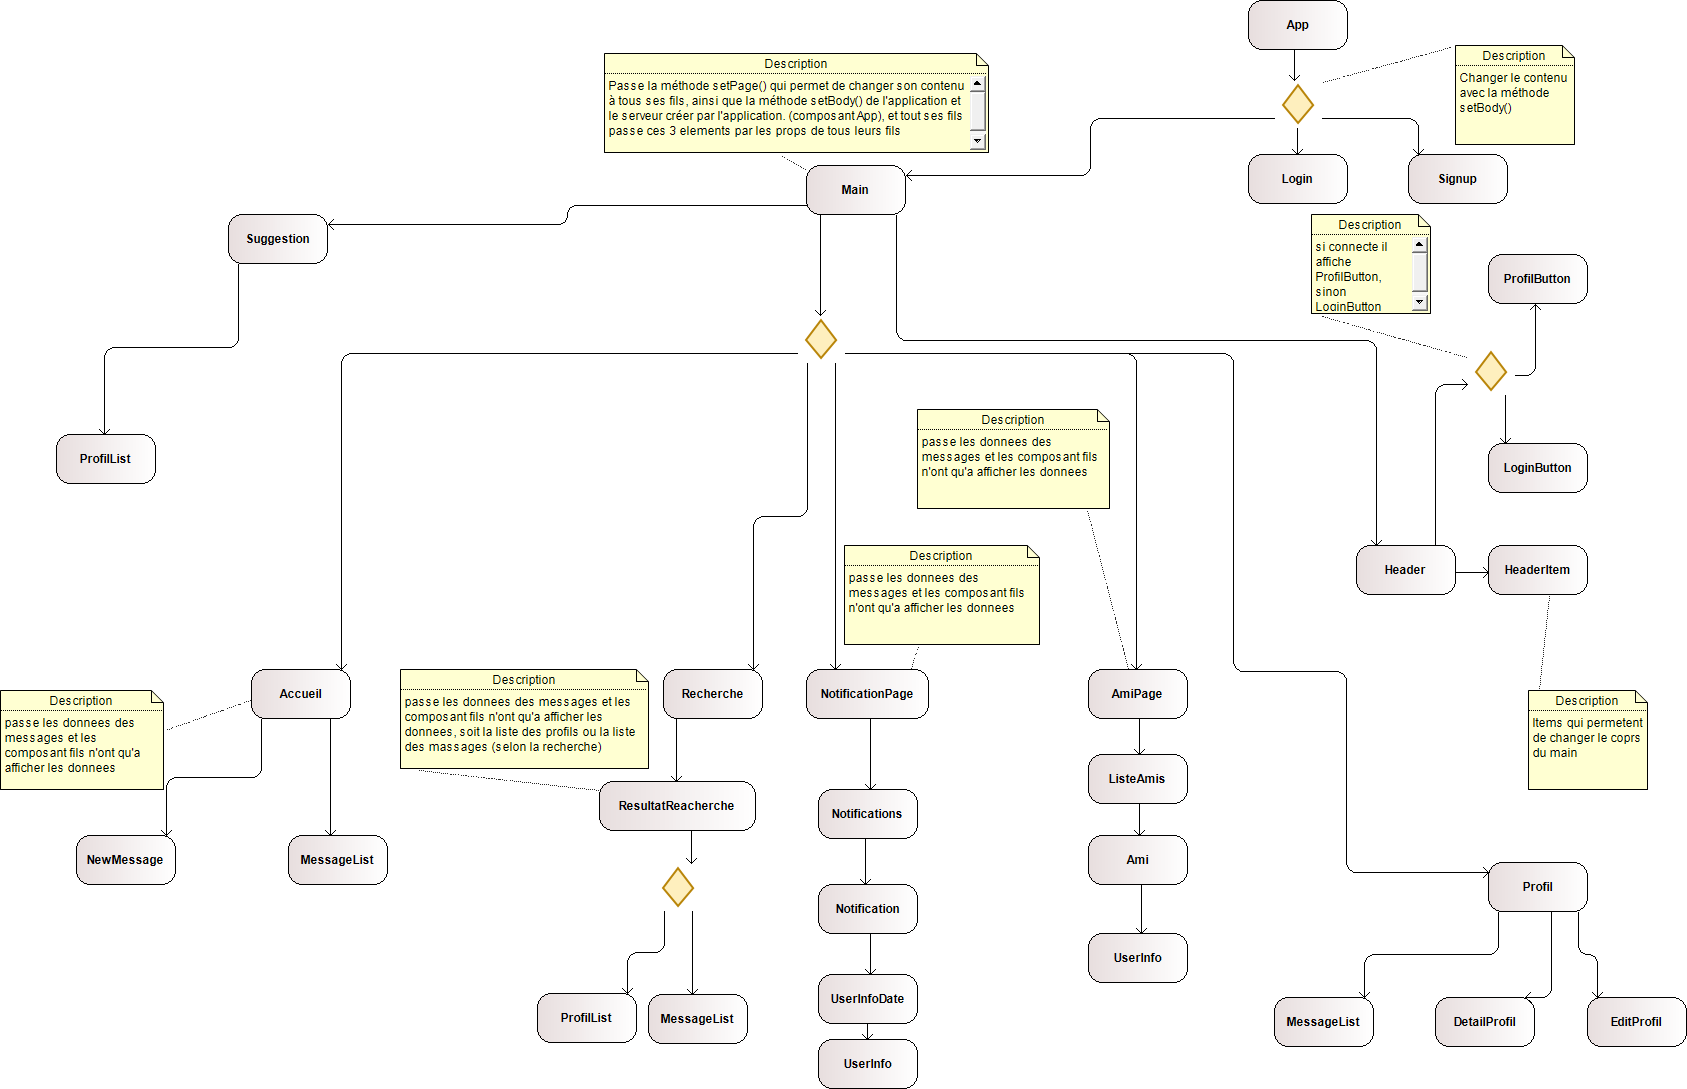 App
Description
Changer le contenu
avec la méthode
setBody()
Description
Passe la méthode setPage() qui permet de changer son contenu
à tous ses fils, ainsi que la méthode setBody() de l'application et
le serveur créer par l'application. (composant App), et tout ses fils
passe ces 3 elements par les props de tous leurs fils
Login
Signup
Main
Suggestion
Description
si connecte il
affiche
ProfilButton,
sinon
LoginButton
ProfilButton
ProfilList
LoginButton
Description
passe les donnees des
messages et les composant fils
n'ont qu'a afficher les donnees
Description
passe les donnees des
messages et les composant fils
n'ont qu'a afficher les donnees
Header
HeaderItem
Accueil
Recherche
NotificationPage
AmiPage
Description
passe les donnees des
messages et les
composant fils n'ont qu'a
afficher les donnees
Description
passe les donnees des messages et les
composant fils n'ont qu'a afficher les
donnees, soit la liste des profils ou la liste
des massages (selon la recherche)
Description
Items qui permetent
de changer le coprs
du main
ListeAmis
ResultatReacherche
Notifications
NewMessage
MessageList
Ami
Profil
Notification
UserInfo
UserInfoDate
ProfilList
MessageList
MessageList
DetailProfil
EditProfil
UserInfo